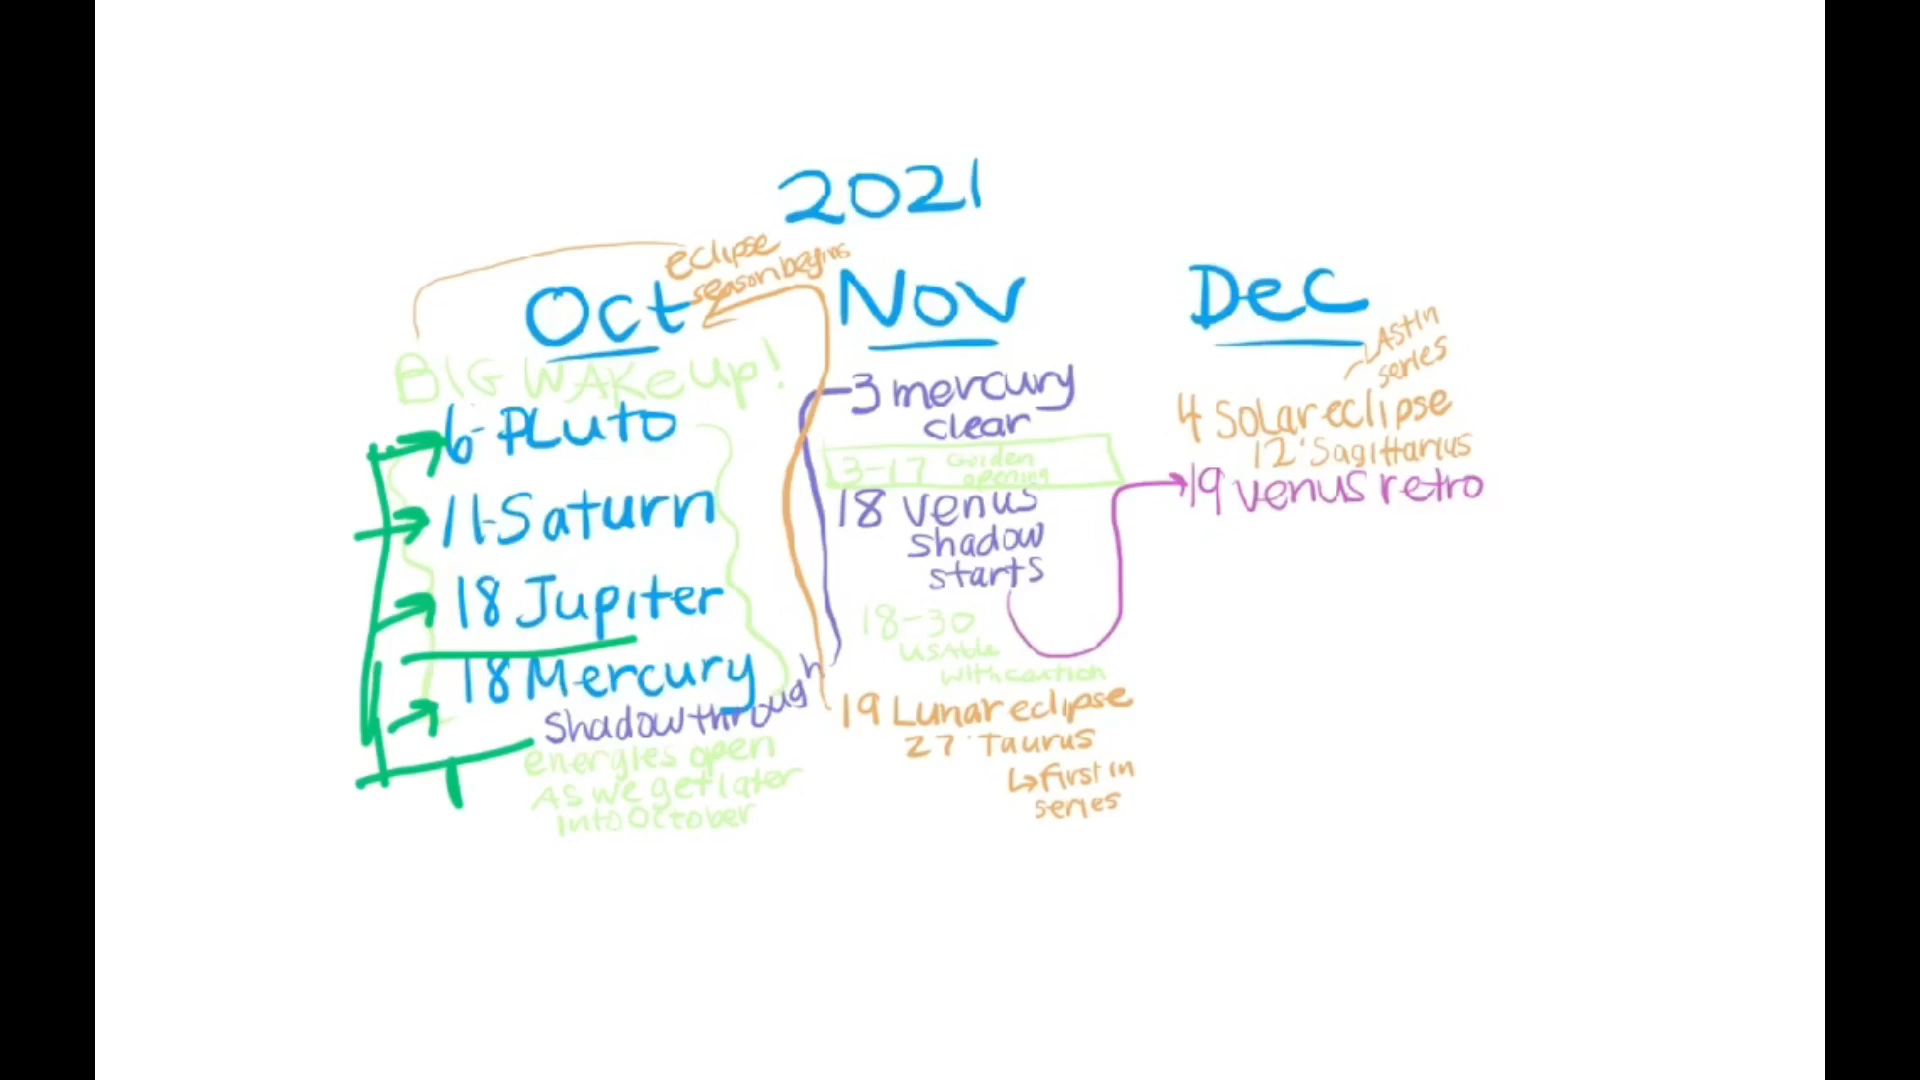 2021
eclipse
season begins
Oct
BIG WAKe up!
6-PLuto
11-Saturn
18 Jupiter
18 Mercury
shadow through
energies open
As we get later
into October
Nov
3 mercury
clear
3-17 Golden
opening
18 venus
shadow
starts
18-30
usAble
with caution
19 Lunar eclipse
27° Taurus
↳first in
series
Dec
LAst in
series
4 Solar eclipse
12° Sagittarius
19 venus retro